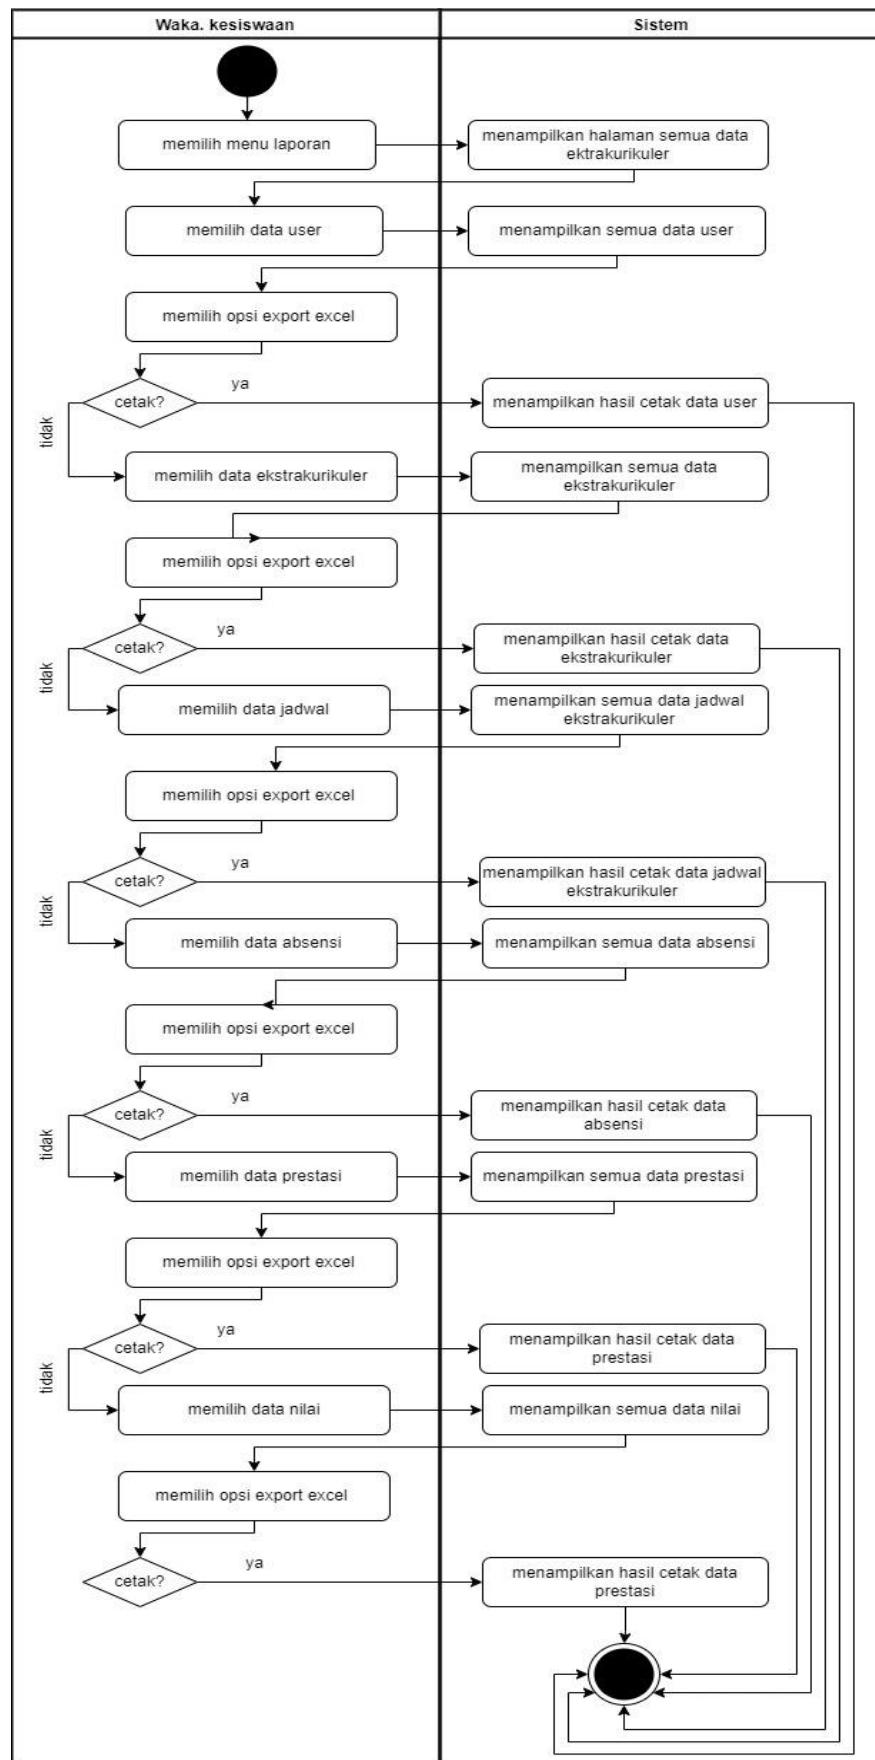 Waka. kesiswaan
Sistem
memilih menu laporan
menampilkan halaman semua data
ektrakurikuler
memilih data user
menampilkan semua data user
memilih opsi export excel
cetak?
ya
menampilkan hasil cetak data user
tidak
memilih data ekstrakurikuler
menampilkan semua data
ekstrakurikuler
memilih opsi export excel
cetak?
ya
menampilkan hasil cetak data
ekstrakurikuler
tidak
memilih data jadwal
menampilkan semua data jadwal
ekstrakurikuler
memilih opsi export excel
cetak?
ya
menampilkan hasil cetak data jadwal
ekstrakurikuler
tidak
memilih data absensi
menampilkan semua data absensi
memilih opsi export excel
cetak?
ya
menampilkan hasil cetak data
absensi
tidak
memilih data prestasi
menampilkan semua data prestasi
memilih opsi export excel
cetak?
ya
menampilkan hasil cetak data
prestasi
tidak
memilih data nilai
menampilkan semua data nilai
memilih opsi export excel
cetak?
ya
menampilkan hasil cetak data
prestasi